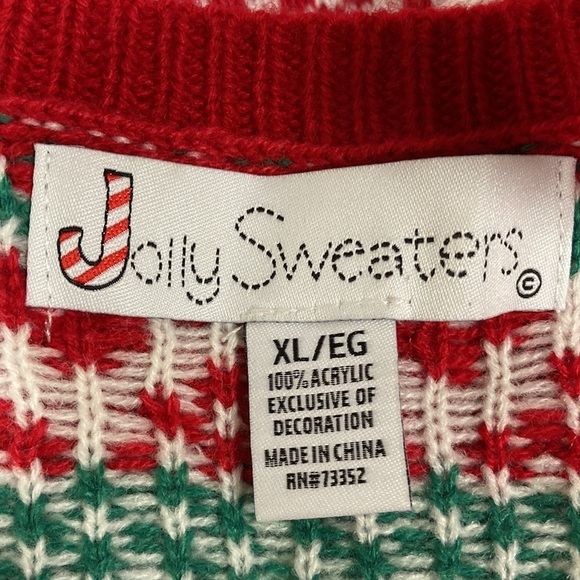 Jolly Sweaters ©
XL/EG
100% ACRYLIC
EXCLUSIVE OF
DECORATION
MADE IN CHINA
RN#73352